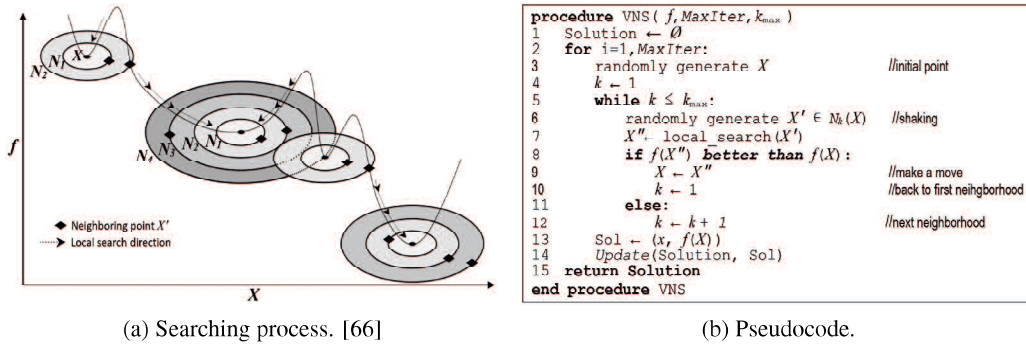 f
N2 N1 X
N4 N3 N2 N1
Neighboring point X'
Local search direction
X
(a) Searching process. [66]
procedure VNS( f,MaxIter,kmax )
1 Solution ← Ø
2 for i=1,MaxIter:
3 randomly generate X //initial point
4 k ← 1
5 while k ≤ kmax:
6 randomly generate X' ∈ Nk(X) //shaking
7 X'' local_search(X')
8 if f(X'') better than f(X):
9 X ← X'' //make a move
10 k ← 1 //back to first neihgborhood
11 else:
12 k ← k + 1 //next neighborhood
13 Sol ← (x, f(X))
14 Update(Solution, Sol)
15 return Solution
end procedure VNS
(b) Pseudocode.